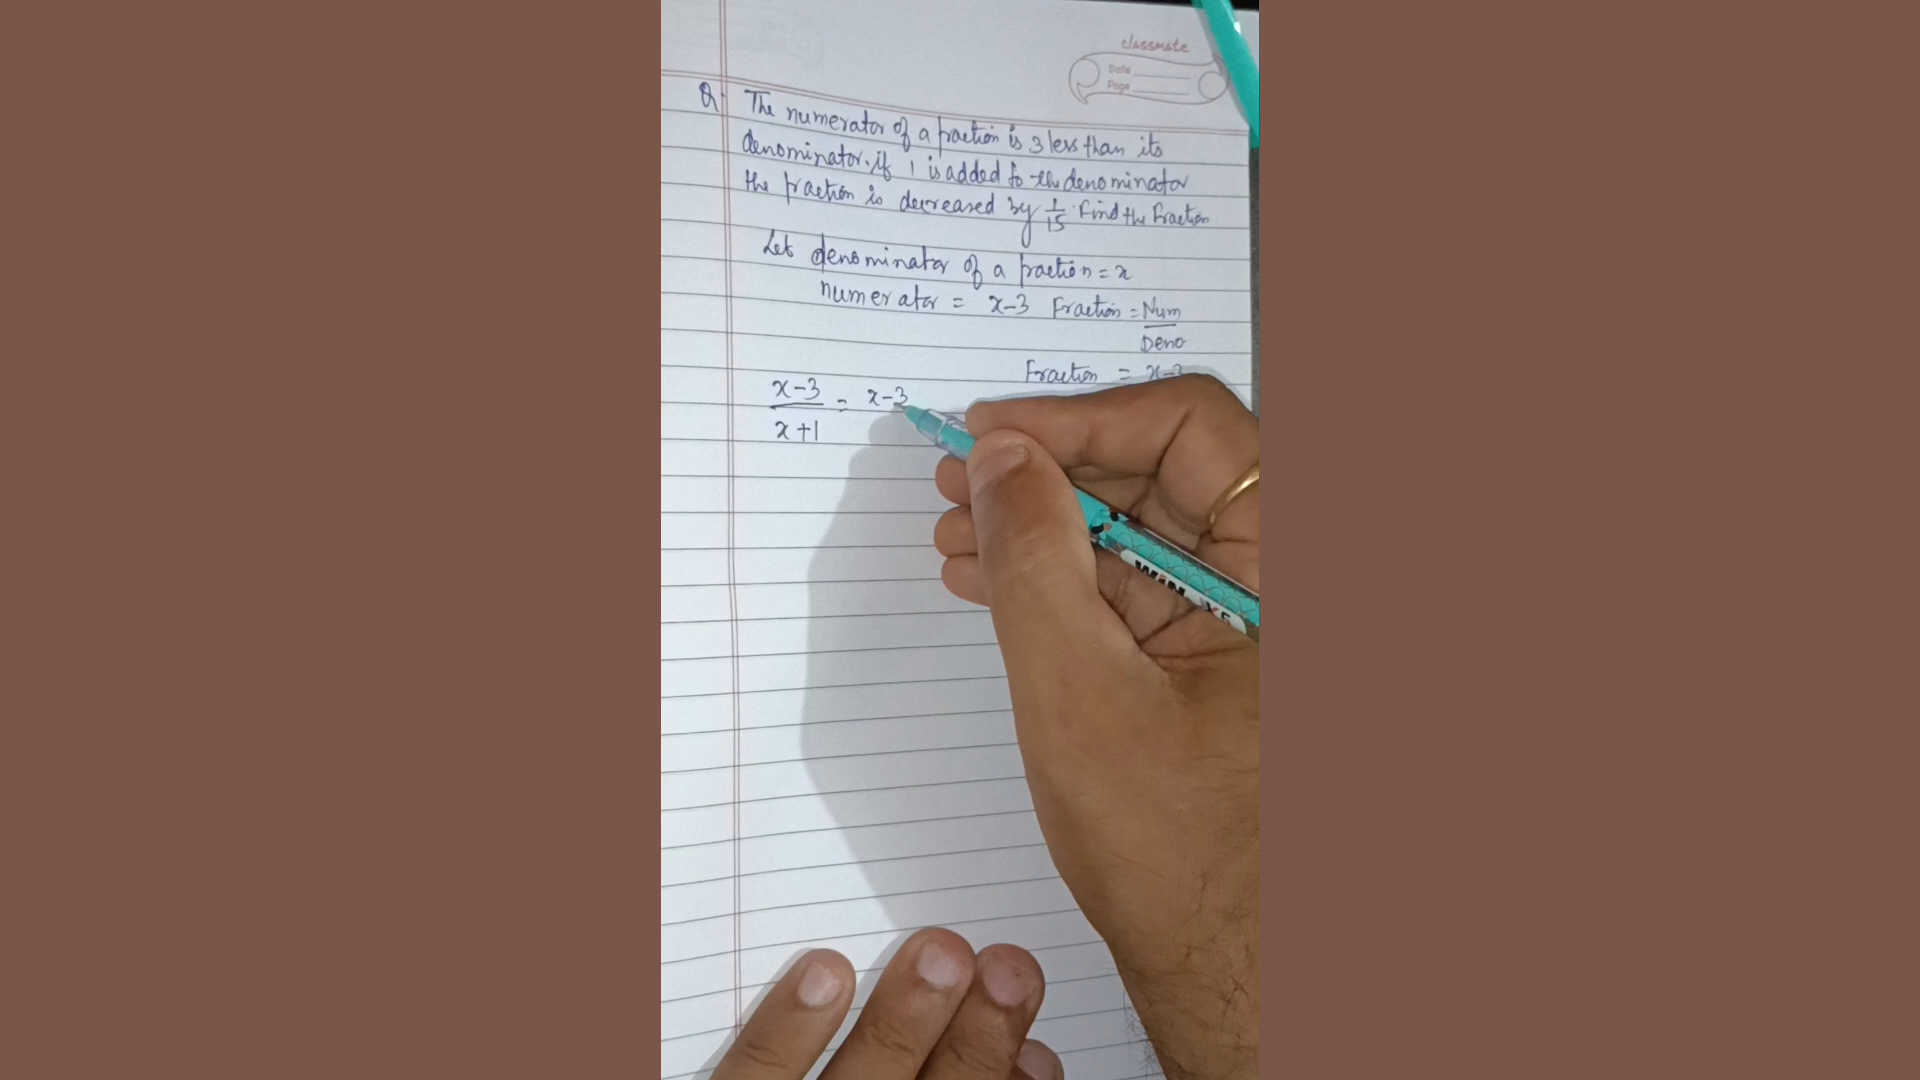 classmate
Date
Page
Q. The numerator of a fraction is 3 less than its
denominator. if 1 is added to the denominator
the fraction is decreased by 1/15. Find the Fraction
Let denominator of a fraction = x
numerator = x-3 Fraction = Num
Deno
Fraction = x-3
x-3 = x-3
x+1
WiN